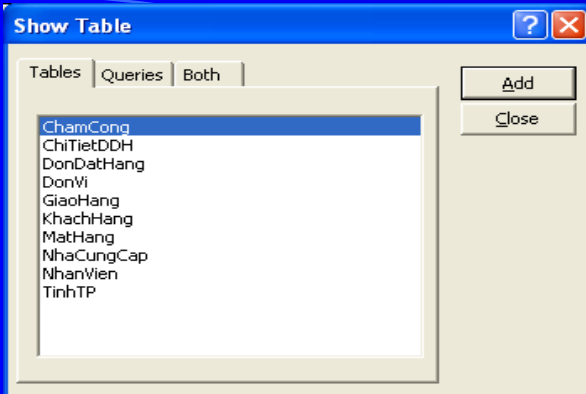 Show Table
Tables Queries Both
Add
Close
ChamCong
ChiTietDDH
DonDatHang
DonVi
GiaoHang
KhachHang
MatHang
NhaCungCap
NhanVien
TinhTP